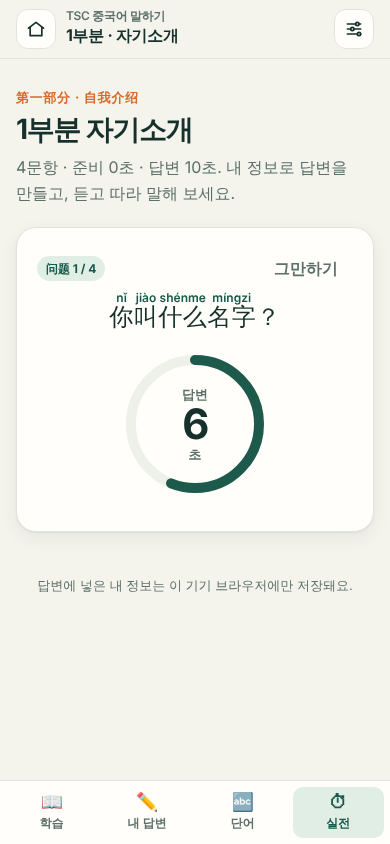 TSC 중국어 말하기
1부분 · 자기소개
第一部分 · 自我介绍
1부분 자기소개
4문항 · 준비 0초 · 답변 10초. 내 정보로 답변을
만들고, 듣고 따라 말해 보세요.
문제 1 / 4
그만하기
nǐ jiào shénme míngzi
你叫什么名字？
답변
6
초
답변에 넣은 내 정보는 이 기기 브라우저에만 저장돼요.
학습
내 답변
abc
단어
실전